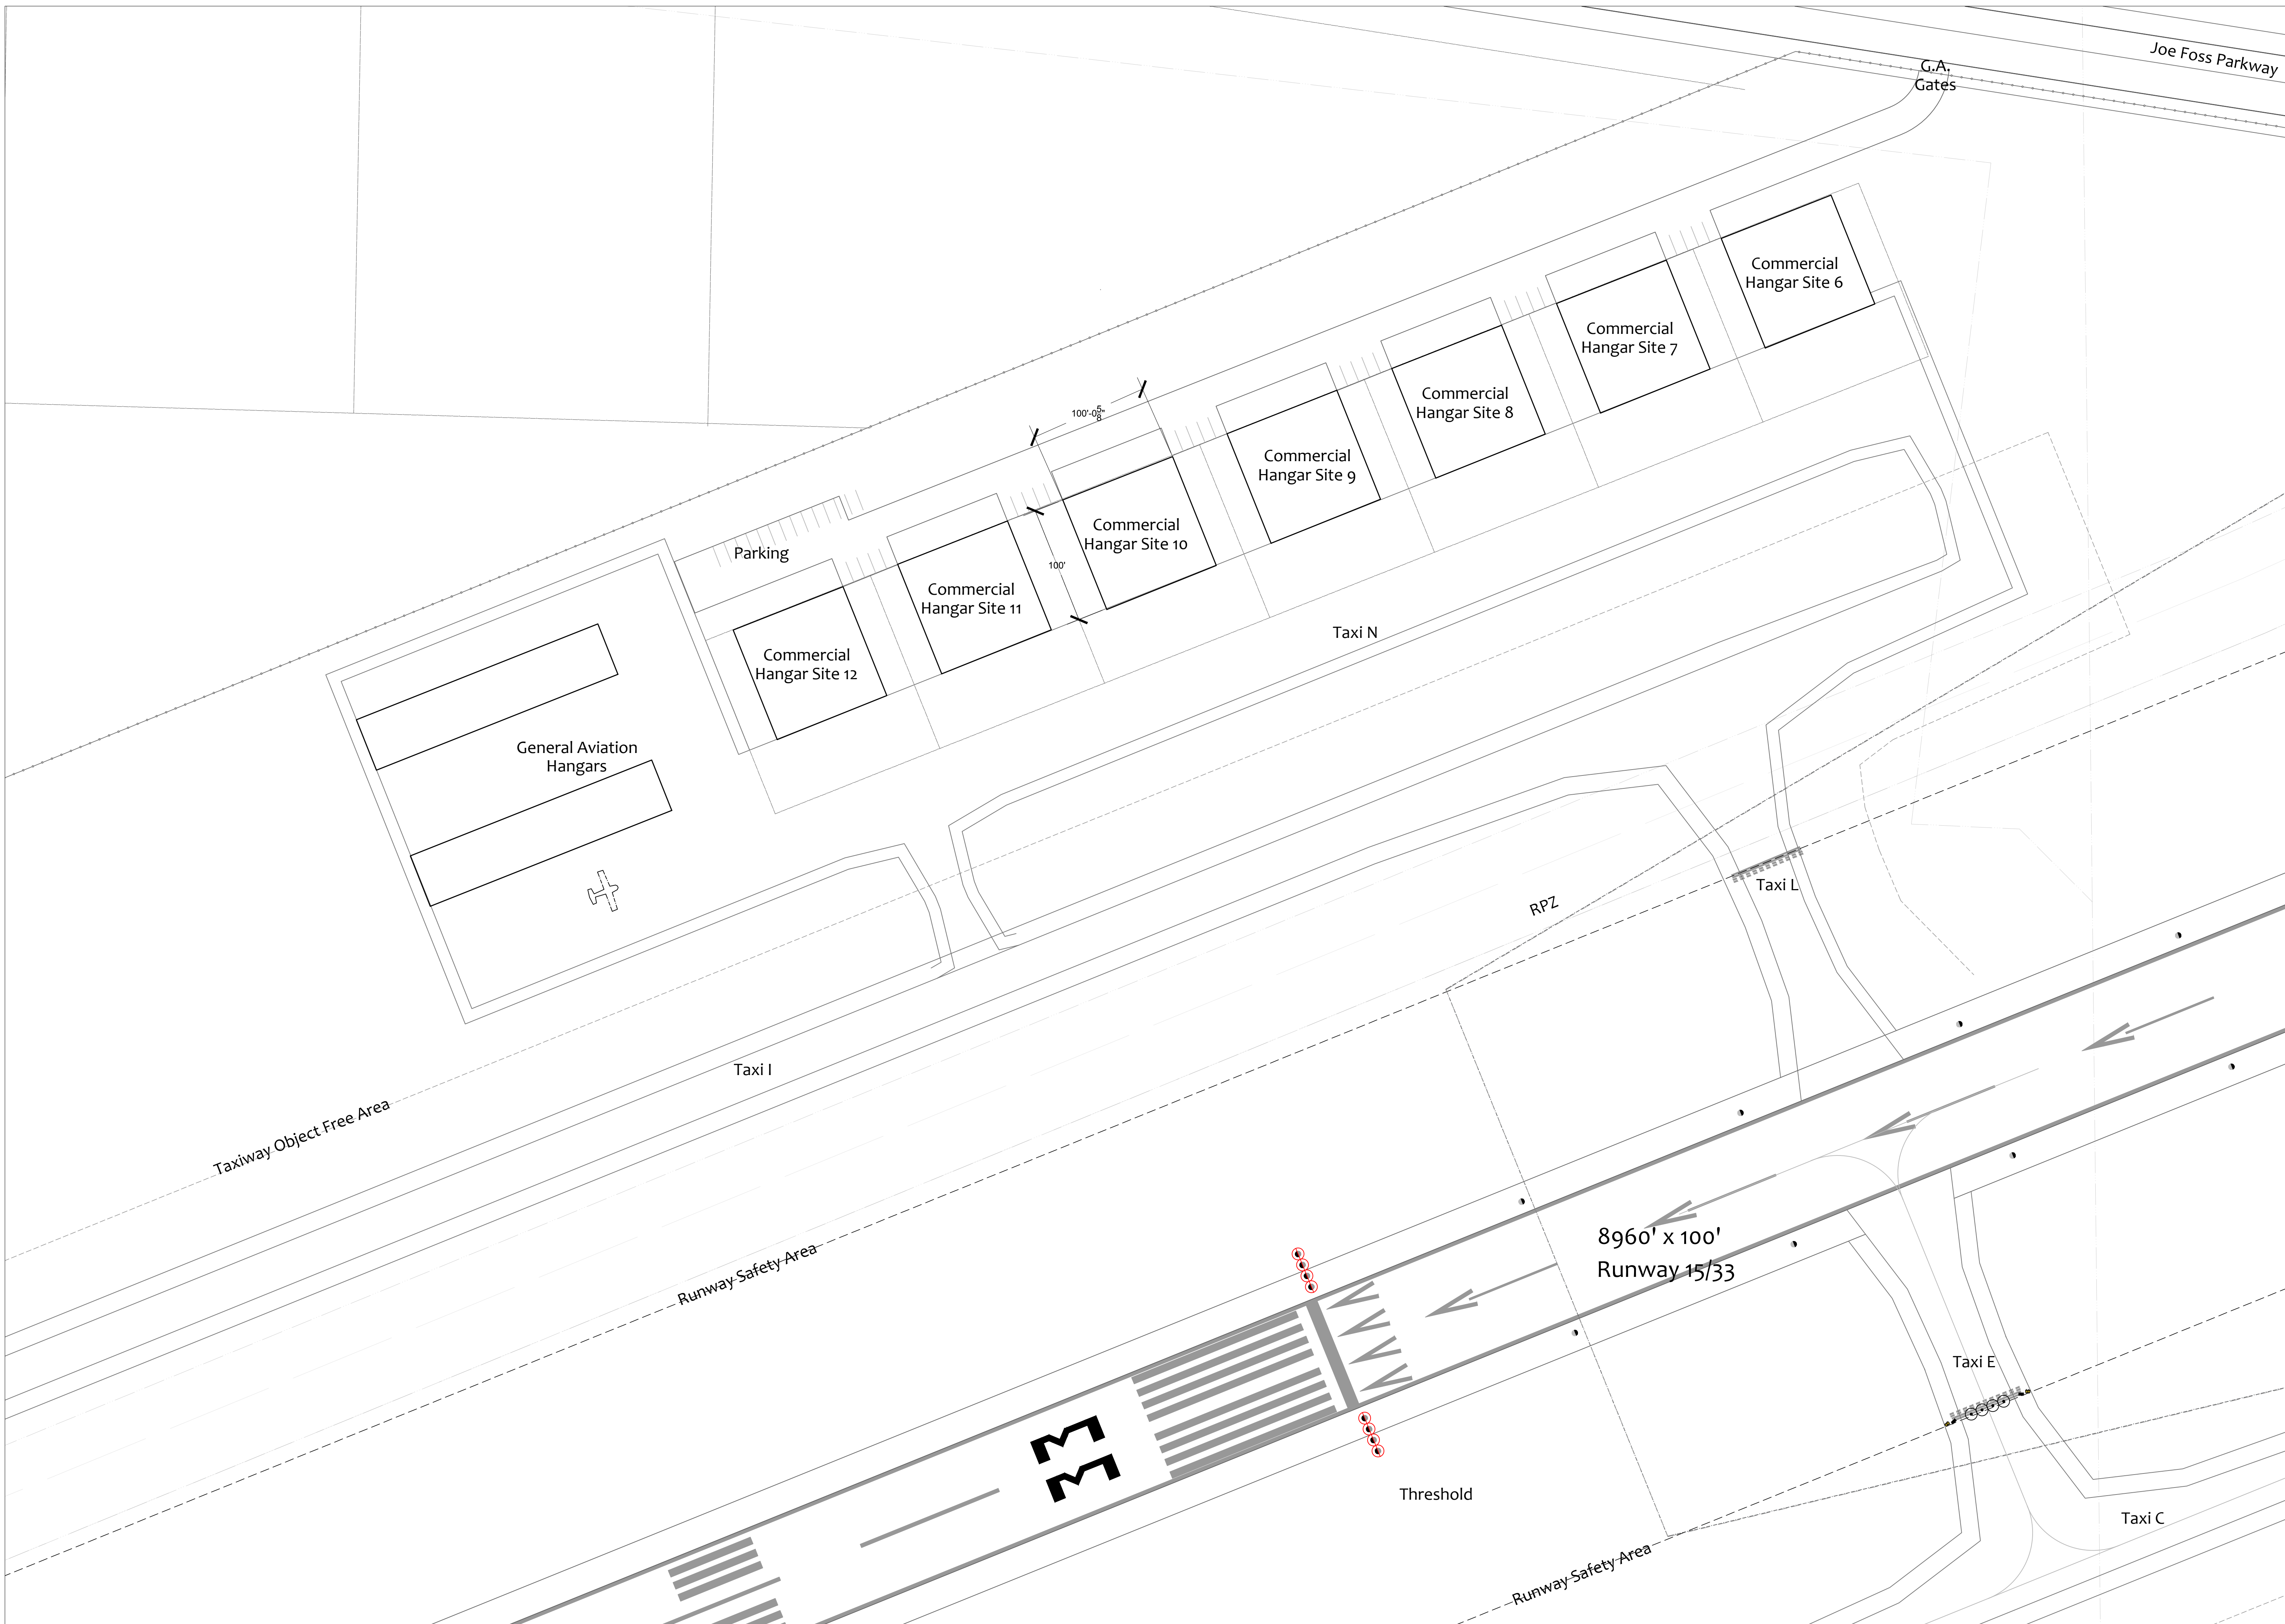 Joe Foss Parkway
G.A.
Gates
Commercial
Hangar Site 6
Commercial
Hangar Site 7
Commercial
Hangar Site 8
100'-0⅝"
Commercial
Hangar Site 9
Commercial
Hangar Site 10
Parking
100'
Commercial
Hangar Site 11
Taxi N
Commercial
Hangar Site 12
General Aviation
Hangars
Taxi L
RPZ
Taxi I
Taxiway Object Free Area
8960' x 100'
Runway 15/33
Runway Safety Area
Taxi E
33
Threshold
Taxi C
Runway Safety Area